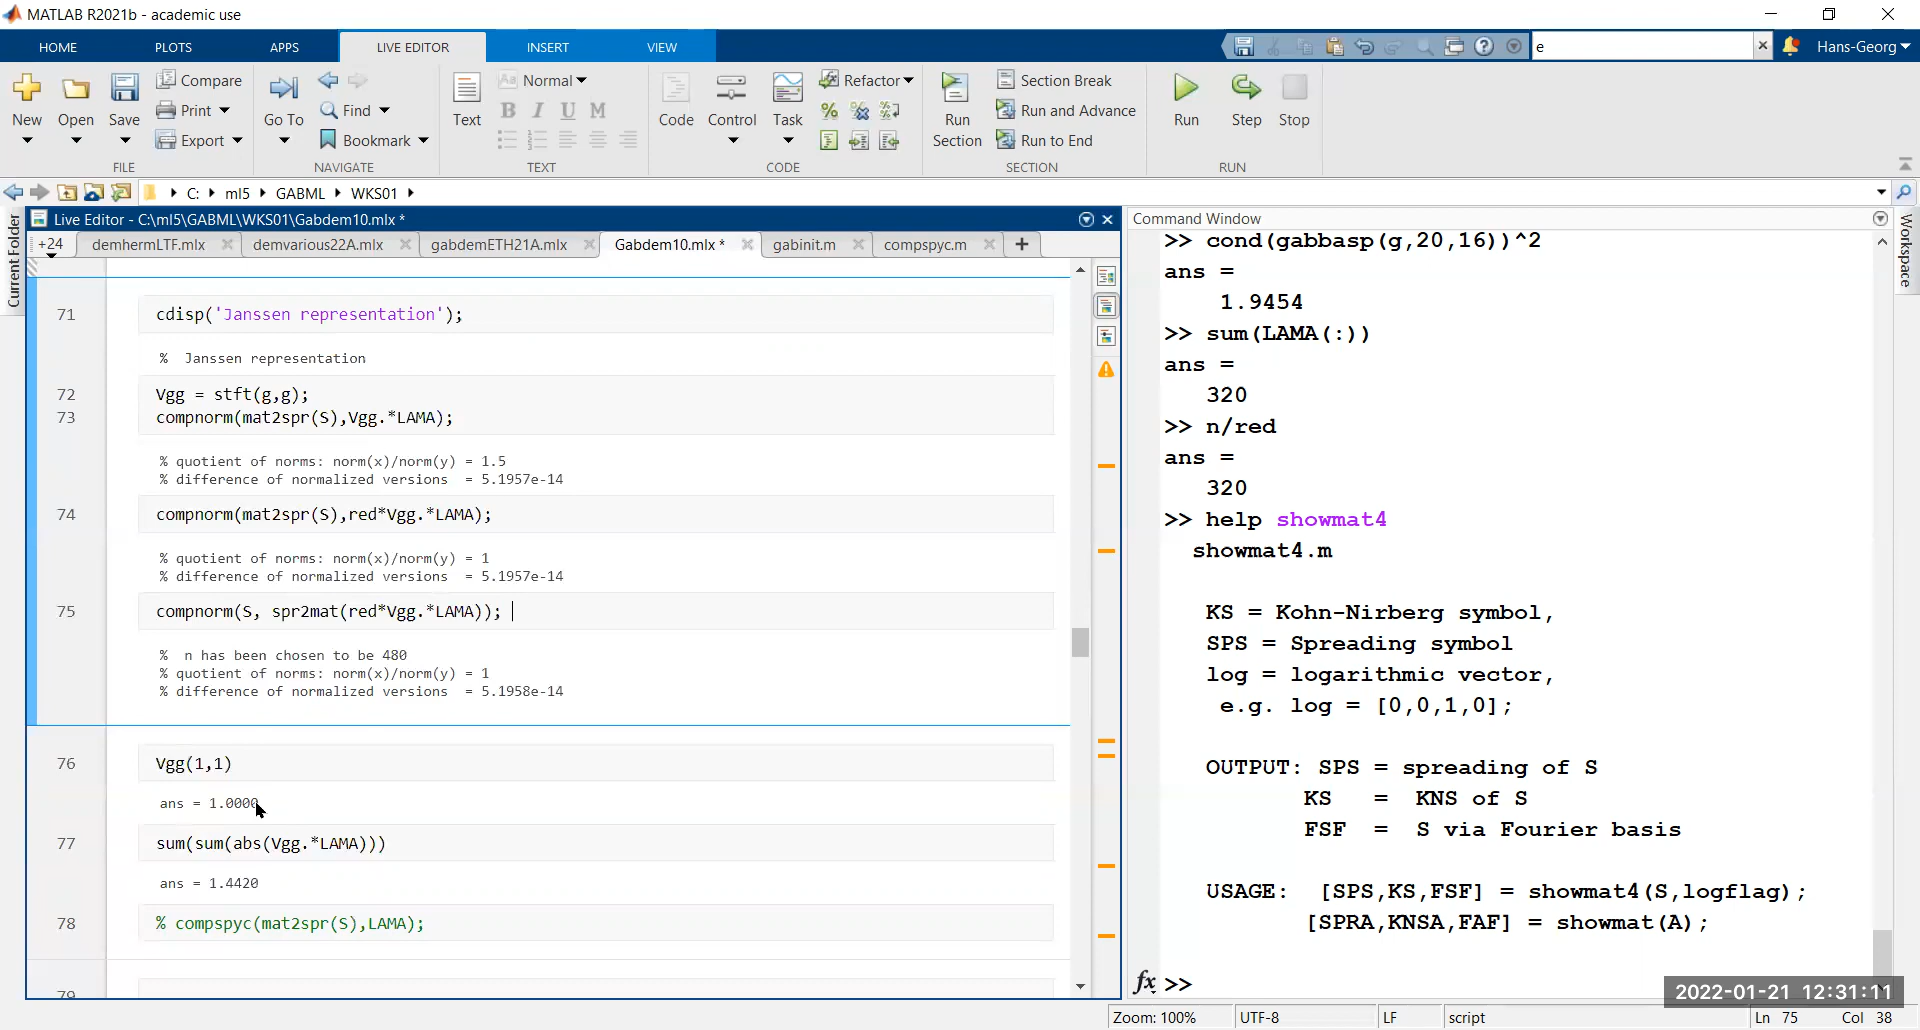 MATLAB R2021b - academic use
HOME PLOTS APPS LIVE EDITOR INSERT VIEW e Hans-Georg
New Open Save Compare Print Export
FILE
Go To Find Bookmark
NAVIGATE
Text Aa Normal B I U M
TEXT
Code Control Task Refactor
CODE
Run Section Section Break Run and Advance Run to End
SECTION
Run Step Stop
RUN
C: ml5 GABML WKS01
Current Folder
Live Editor - C:\ml5\GABML\WKS01\Gabdem10.mlx *
+24 demhermLTF.mlx demvarious22A.mlx gabdemETH21A.mlx Gabdem10.mlx * gabinit.m compspyc.m
71 cdisp('Janssen representation');
% Janssen representation
72 Vgg = stft(g,g);
73 compnorm(mat2spr(S),Vgg.*LAMA);
% quotient of norms: norm(x)/norm(y) = 1.5
% difference of normalized versions = 5.1957e-14
74 compnorm(mat2spr(S),red*Vgg.*LAMA);
% quotient of norms: norm(x)/norm(y) = 1
% difference of normalized versions = 5.1957e-14
75 compnorm(S, spr2mat(red*Vgg.*LAMA));
% n has been chosen to be 480
% quotient of norms: norm(x)/norm(y) = 1
% difference of normalized versions = 5.1958e-14
76 Vgg(1,1)
ans = 1.0000
77 sum(sum(abs(Vgg.*LAMA)))
ans = 1.4420
78 % compspyc(mat2spr(S),LAMA);
79
Command Window
Workspace
>> cond(gabbasp(g,20,16))^2
ans =
1.9454
>> sum(LAMA(:))
ans =
320
>> n/red
ans =
320
>> help showmat4
showmat4.m
KS = Kohn-Nirberg symbol,
SPS = Spreading symbol
log = logarithmic vector,
e.g. log = [0,0,1,0];
OUTPUT: SPS = spreading of S
KS = KNS of S
FSF = S via Fourier basis
USAGE: [SPS,KS,FSF] = showmat4(S,logflag);
[SPRA,KNSA,FAF] = showmat(A);
fx >>
2022-01-21 12:31:11
Zoom: 100% UTF-8 LF script Ln 75 Col 38